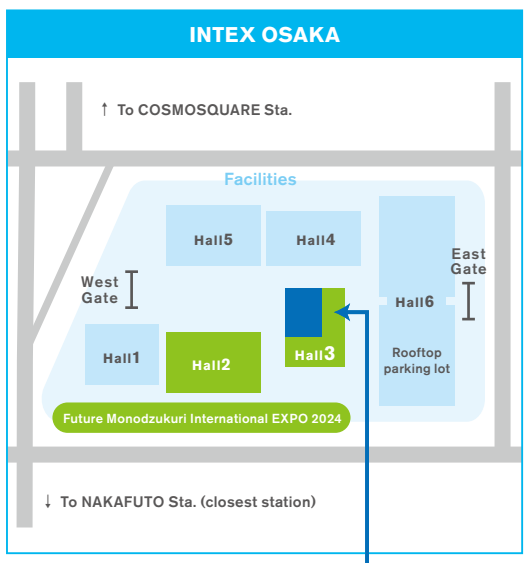 INTEX OSAKA
↑ To COSMOSQUARE Sta.
Facilities
Hall5
Hall4
East
Gate
West
Gate
Hall6
Hall1
Hall2
Hall3
Rooftop
parking lot
Future Monodzukuri International EXPO 2024
↓ To NAKAFUTO Sta. (closest station)